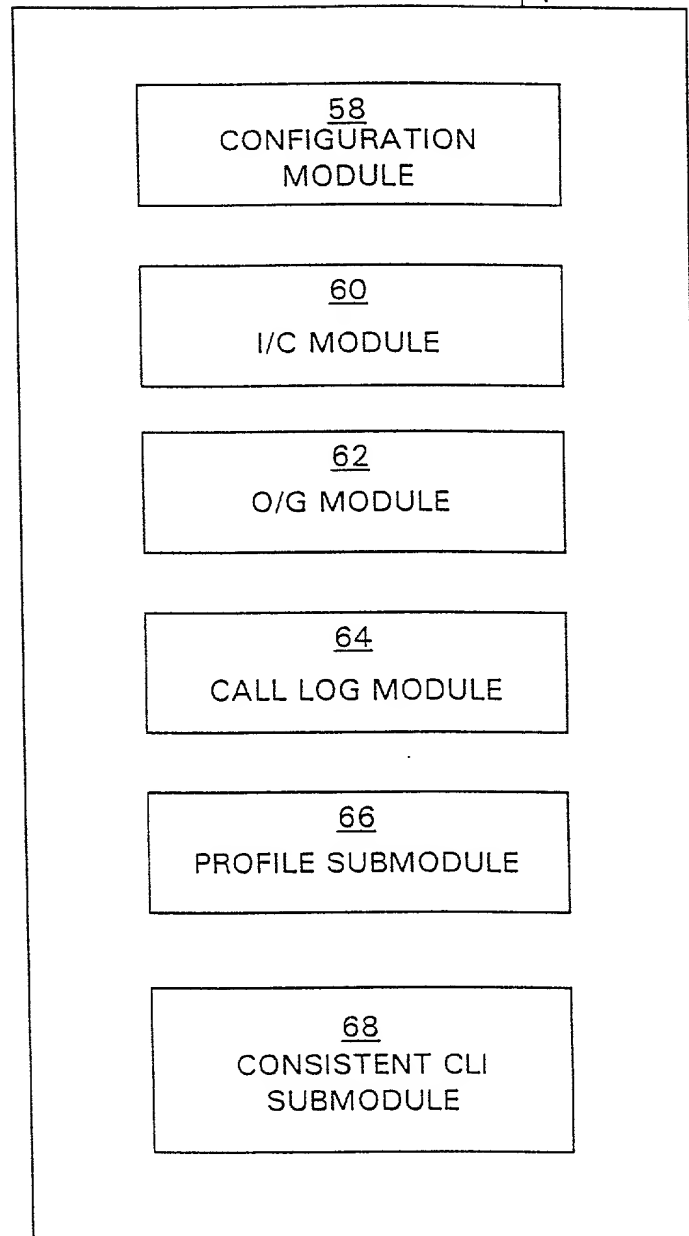 58
CONFIGURATION
MODULE
60
I/C MODULE
62
O/G MODULE
64
CALL LOG MODULE
66
PROFILE SUBMODULE
68
CONSISTENT CLI
SUBMODULE